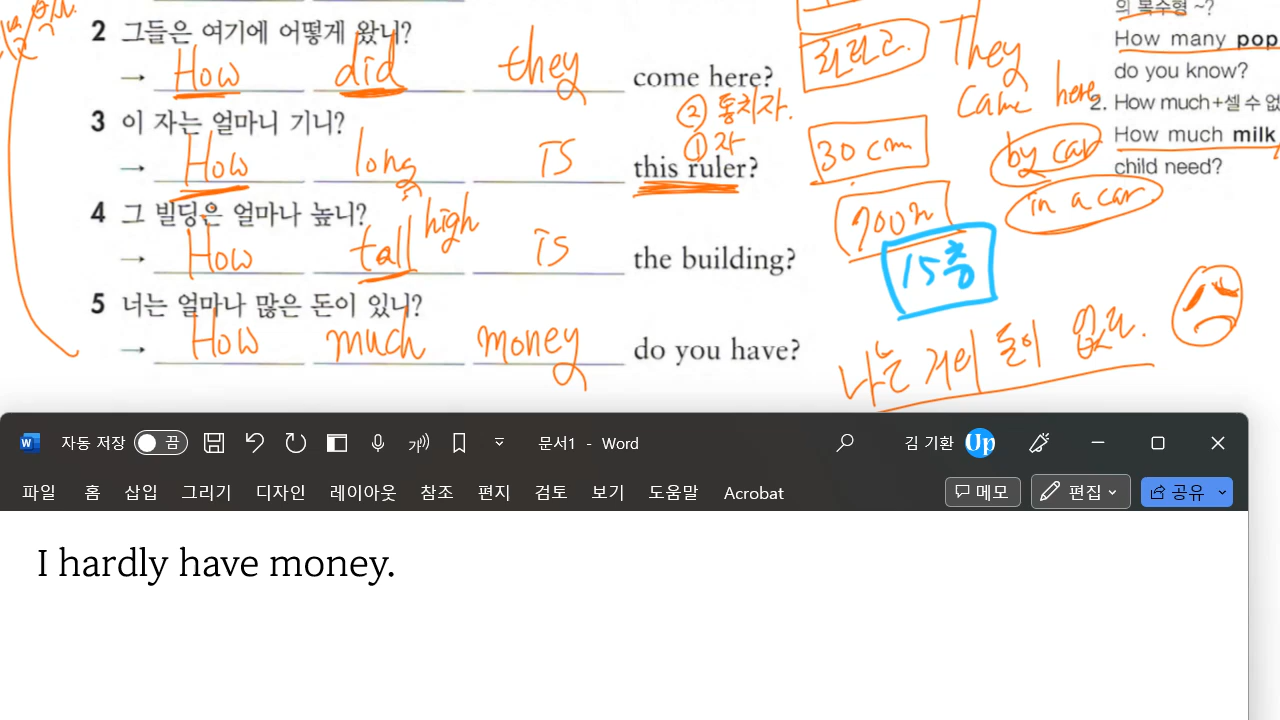 2 그들은 여기에 어떻게 왔니?
→ How did they come here?
3 이 자는 얼마니 기니?
→ How long is this ruler?
② 통치자.
① 자
4 그 빌딩은 얼마나 높니?
→ How tall high is the building?
5 너는 얼마나 많은 돈이 있니?
→ How much money do you have?
They
came here
by car
in a car
30 cm
700m
15층
나는 거의 돈이 없다.
의 복수형 ~?
How many pop
do you know?
2. How much+셀 수 없
How much milk
child need?
자동 저장 끔 가 문서1 - Word 김 기환 Up
파일 홈 삽입 그리기 디자인 레이아웃 참조 편지 검토 보기 도움말 Acrobat 메모 편집 공유
I hardly have money.